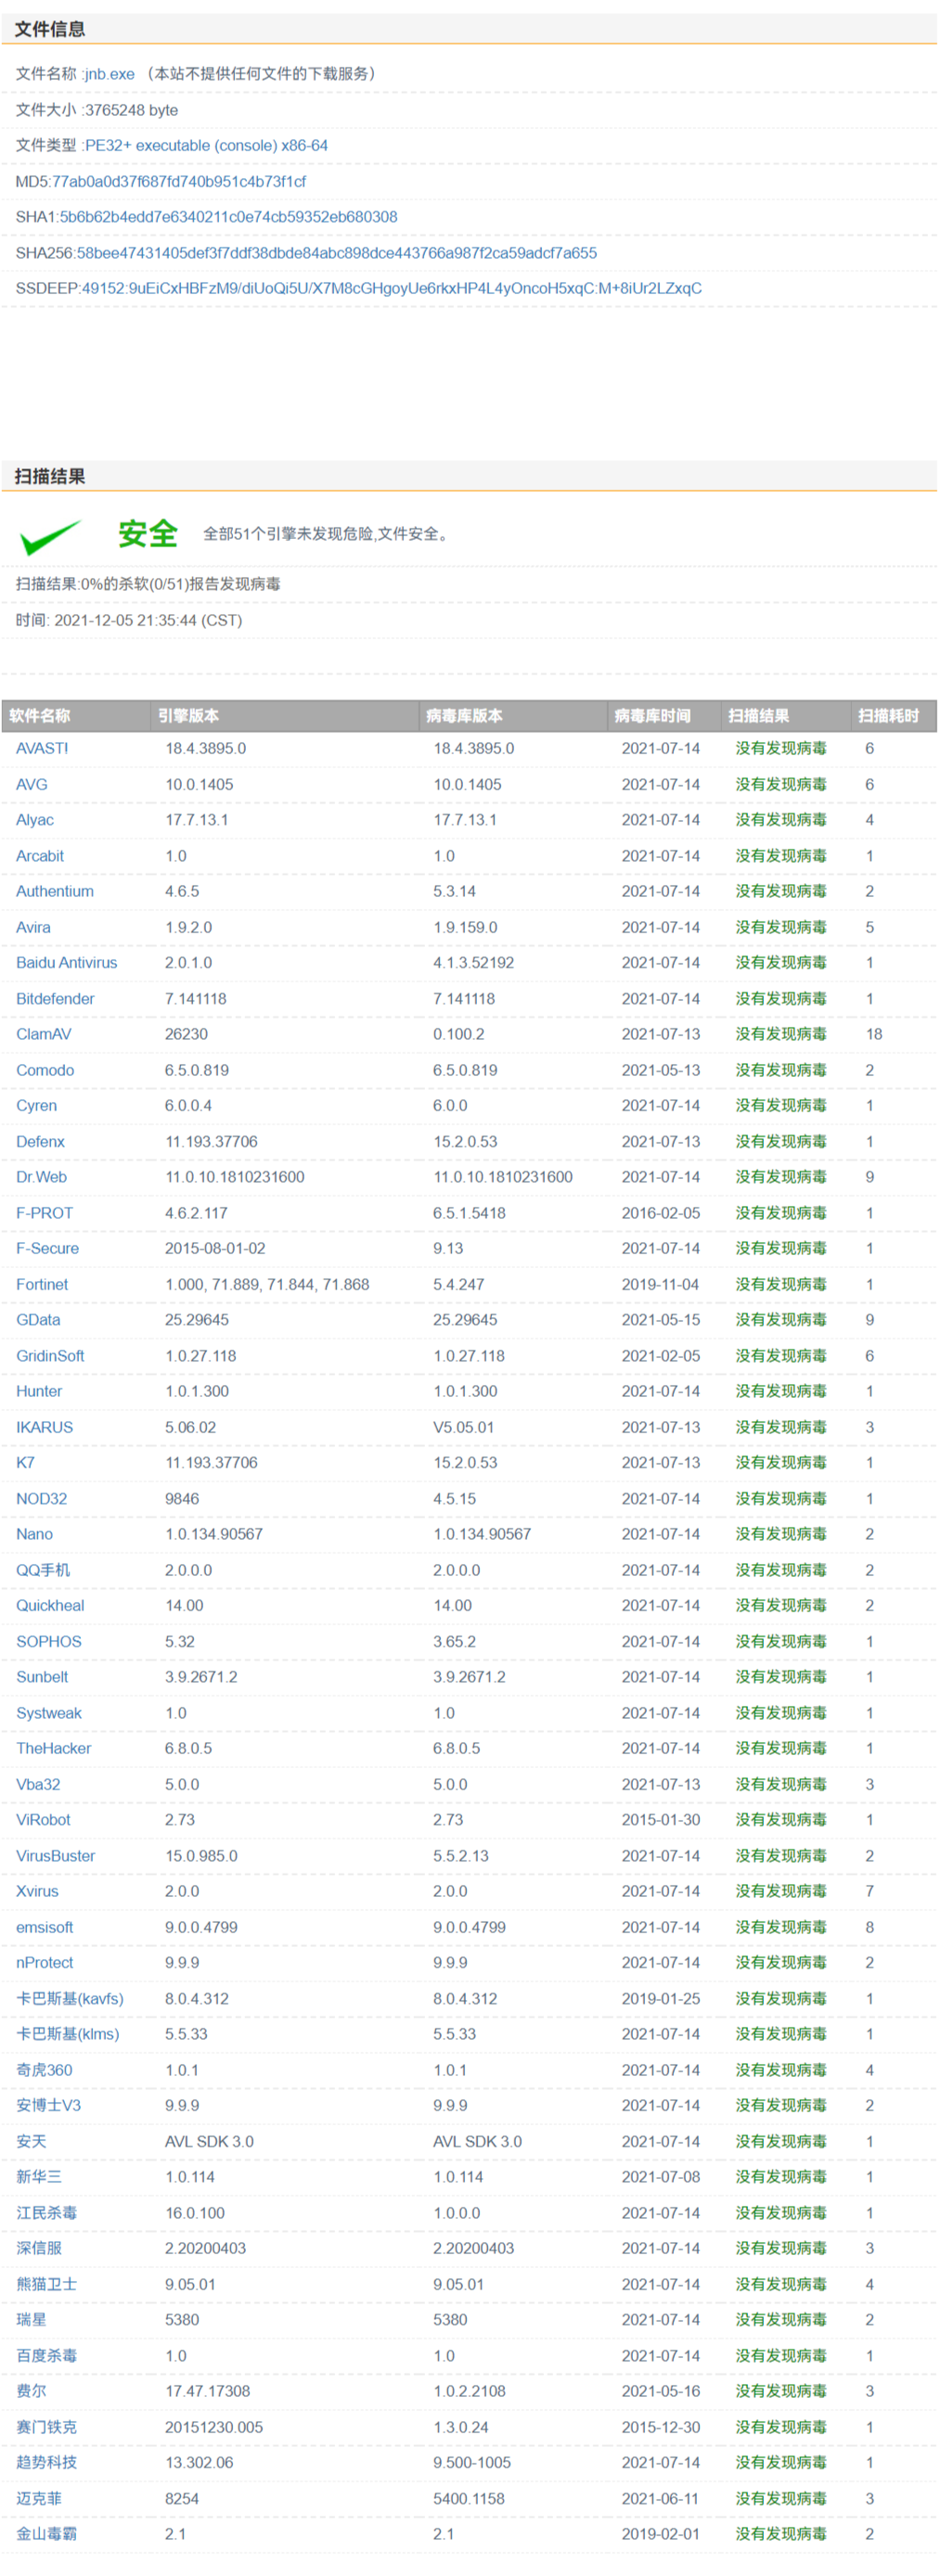 文件信息
文件名称 :jnb.exe （本站不提供任何文件的下载服务）
文件大小 :3765248 byte
文件类型 :PE32+ executable (console) x86-64
MD5:77ab0a0d37f687fd740b951c4b73f1cf
SHA1:5b6b62b4edd7e6340211c0e74cb59352eb680308
SHA256:58bee47431405def3f7ddf38dbde84abc898dce443766a987f2ca59adcf7a655
SSDEEP:49152:9uEiCxHBFzM9/diUoQi5U/X7M8cGHgoyUe6rkxHP4L4yOncoH5xqC:M+8iUr2LZxqC
扫描结果
安全 全部51个引擎未发现危险,文件安全。
扫描结果:0%的杀软(0/51)报告发现病毒
时间: 2021-12-05 21:35:44 (CST)
软件名称 引擎版本 病毒库版本 病毒库时间 扫描结果 扫描耗时
AVAST! 18.4.3895.0 18.4.3895.0 2021-07-14 没有发现病毒 6
AVG 10.0.1405 10.0.1405 2021-07-14 没有发现病毒 6
Alyac 17.7.13.1 17.7.13.1 2021-07-14 没有发现病毒 4
Arcabit 1.0 1.0 2021-07-14 没有发现病毒 1
Authentium 4.6.5 5.3.14 2021-07-14 没有发现病毒 2
Avira 1.9.2.0 1.9.159.0 2021-07-14 没有发现病毒 5
Baidu Antivirus 2.0.1.0 4.1.3.52192 2021-07-14 没有发现病毒 1
Bitdefender 7.141118 7.141118 2021-07-14 没有发现病毒 1
ClamAV 26230 0.100.2 2021-07-13 没有发现病毒 18
Comodo 6.5.0.819 6.5.0.819 2021-05-13 没有发现病毒 2
Cyren 6.0.0.4 6.0.0 2021-07-14 没有发现病毒 1
Defenx 11.193.37706 15.2.0.53 2021-07-13 没有发现病毒 1
Dr.Web 11.0.10.1810231600 11.0.10.1810231600 2021-07-14 没有发现病毒 9
F-PROT 4.6.2.117 6.5.1.5418 2016-02-05 没有发现病毒 1
F-Secure 2015-08-01-02 9.13 2021-07-14 没有发现病毒 1
Fortinet 1.000, 71.889, 71.844, 71.868 5.4.247 2019-11-04 没有发现病毒 1
GData 25.29645 25.29645 2021-05-15 没有发现病毒 9
GridinSoft 1.0.27.118 1.0.27.118 2021-02-05 没有发现病毒 6
Hunter 1.0.1.300 1.0.1.300 2021-07-14 没有发现病毒 1
IKARUS 5.06.02 V5.05.01 2021-07-13 没有发现病毒 3
K7 11.193.37706 15.2.0.53 2021-07-13 没有发现病毒 1
NOD32 9846 4.5.15 2021-07-14 没有发现病毒 1
Nano 1.0.134.90567 1.0.134.90567 2021-07-14 没有发现病毒 2
QQ手机 2.0.0.0 2.0.0.0 2021-07-14 没有发现病毒 2
Quickheal 14.00 14.00 2021-07-14 没有发现病毒 2
SOPHOS 5.32 3.65.2 2021-07-14 没有发现病毒 1
Sunbelt 3.9.2671.2 3.9.2671.2 2021-07-14 没有发现病毒 1
Systweak 1.0 1.0 2021-07-14 没有发现病毒 1
TheHacker 6.8.0.5 6.8.0.5 2021-07-14 没有发现病毒 1
Vba32 5.0.0 5.0.0 2021-07-13 没有发现病毒 3
ViRobot 2.73 2.73 2015-01-30 没有发现病毒 1
VirusBuster 15.0.985.0 5.5.2.13 2021-07-14 没有发现病毒 2
Xvirus 2.0.0 2.0.0 2021-07-14 没有发现病毒 7
emsisoft 9.0.0.4799 9.0.0.4799 2021-07-14 没有发现病毒 8
nProtect 9.9.9 9.9.9 2021-07-14 没有发现病毒 2
卡巴斯基(kavfs) 8.0.4.312 8.0.4.312 2019-01-25 没有发现病毒 1
卡巴斯基(klms) 5.5.33 5.5.33 2021-07-14 没有发现病毒 1
奇虎360 1.0.1 1.0.1 2021-07-14 没有发现病毒 4
安博士V3 9.9.9 9.9.9 2021-07-14 没有发现病毒 2
安天 AVL SDK 3.0 AVL SDK 3.0 2021-07-14 没有发现病毒 1
新华三 1.0.114 1.0.114 2021-07-08 没有发现病毒 1
江民杀毒 16.0.100 1.0.0.0 2021-07-14 没有发现病毒 1
深信服 2.20200403 2.20200403 2021-07-14 没有发现病毒 3
熊猫卫士 9.05.01 9.05.01 2021-07-14 没有发现病毒 4
瑞星 5380 5380 2021-07-14 没有发现病毒 2
百度杀毒 1.0 1.0 2021-07-14 没有发现病毒 1
费尔 17.47.17308 1.0.2.2108 2021-05-16 没有发现病毒 3
赛门铁克 20151230.005 1.3.0.24 2015-12-30 没有发现病毒 1
趋势科技 13.302.06 9.500-1005 2021-07-14 没有发现病毒 1
迈克菲 8254 5400.1158 2021-06-11 没有发现病毒 3
金山毒霸 2.1 2.1 2019-02-01 没有发现病毒 2